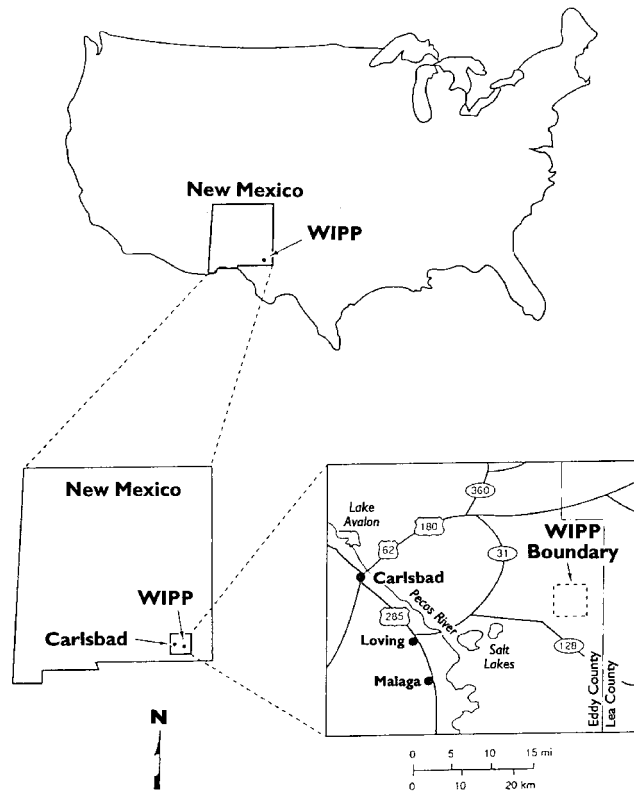 New Mexico
WIPP
New Mexico
WIPP
Carlsbad
N
360
Lake
Avalon
180
62
31
WIPP
Boundary
Carlsbad
Pecos River
285
Loving
Salt
Lakes
128
Malaga
Eddy County
Lea County
0 5 10 15 mi
0 10 20 km